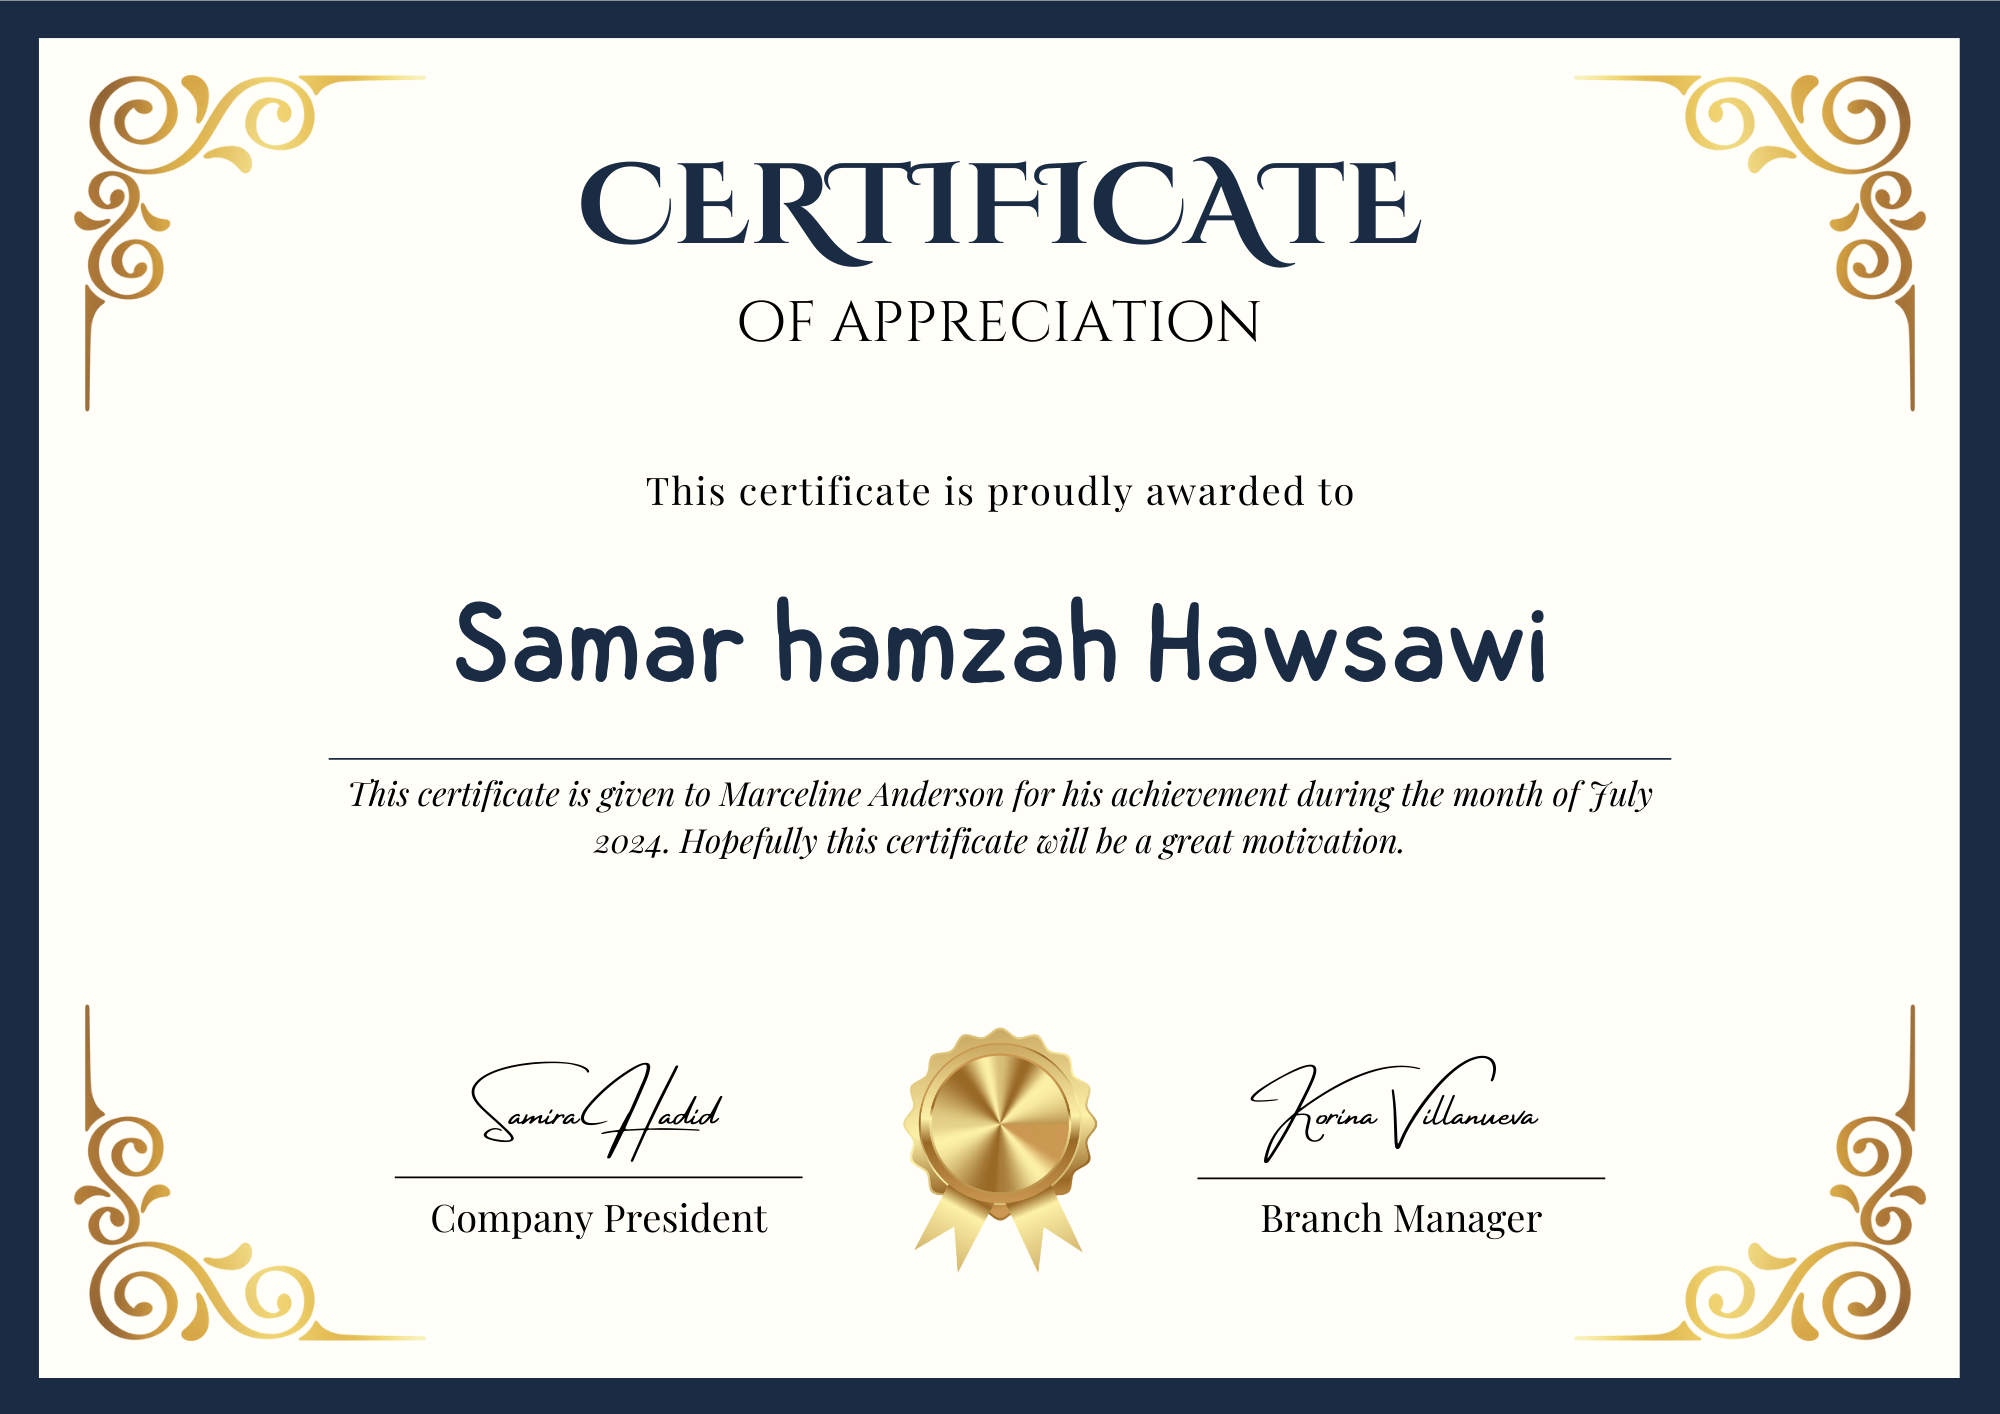 CERTIFICATE
OF APPRECIATION
This certificate is proudly awarded to
Samar hamzah Hawsawi
This certificate is given to Marceline Anderson for his achievement during the month of July
2024. Hopefully this certificate will be a great motivation.
Samira Hadid
Korina Villanueva
Company President
Branch Manager